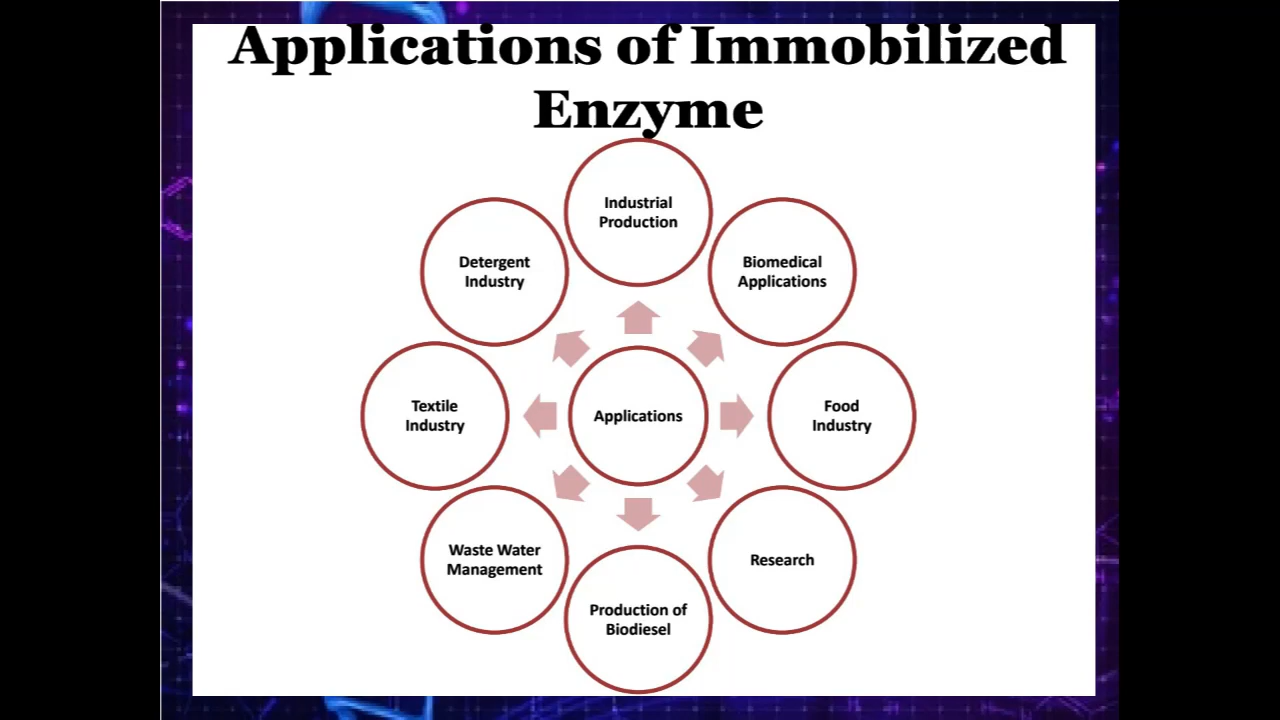 Applications of Immobilized
Enzyme
Industrial
Production
Detergent
Industry
Biomedical
Applications
Textile
Industry
Applications
Food
Industry
Waste Water
Management
Research
Production of
Biodiesel